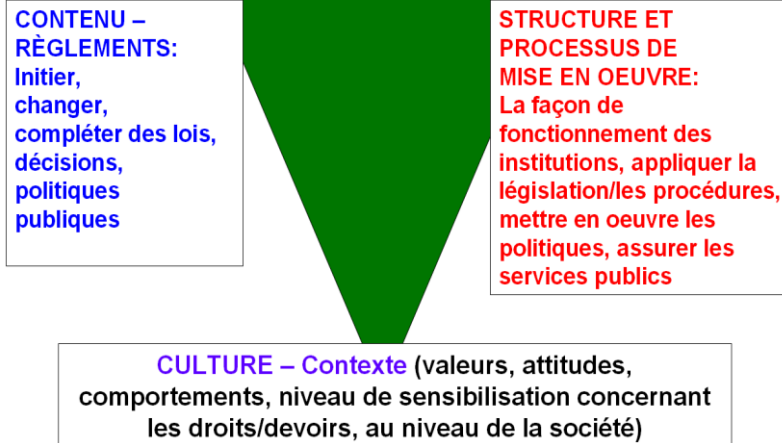 CONTENU –
RÈGLEMENTS:
Initier,
changer,
compléter des lois,
décisions,
politiques
publiques
STRUCTURE ET
PROCESSUS DE
MISE EN OEUVRE:
La façon de
fonctionnement des
institutions, appliquer la
législation/les procédures,
mettre en oeuvre les
politiques, assurer les
services publics
CULTURE – Contexte (valeurs, attitudes,
comportements, niveau de sensibilisation concernant
les droits/devoirs, au niveau de la société)